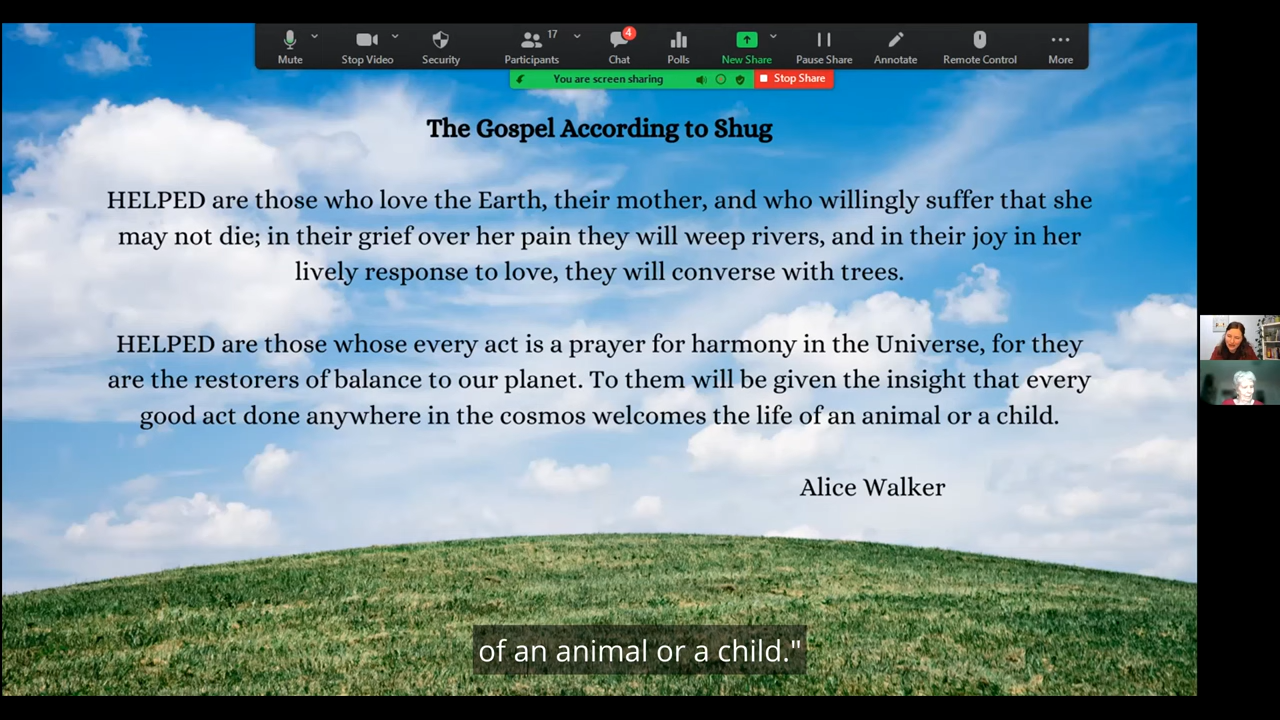 17
4
Mute
Stop Video
Security
Participants
Chat
Polls
New Share
Pause Share
Annotate
Remote Control
More
You are screen sharing
Stop Share
The Gospel According to Shug
HELPED are those who love the Earth, their mother, and who willingly suffer that she
may not die; in their grief over her pain they will weep rivers, and in their joy in her
lively response to love, they will converse with trees.
HELPED are those whose every act is a prayer for harmony in the Universe, for they
are the restorers of balance to our planet. To them will be given the insight that every
good act done anywhere in the cosmos welcomes the life of an animal or a child.
Alice Walker
of an animal or a child."